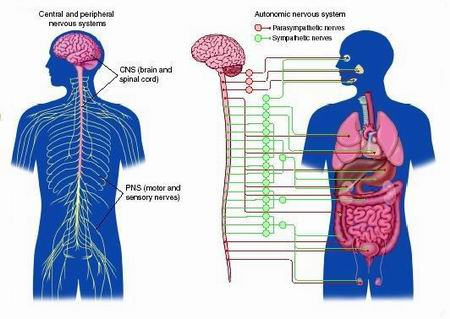 Central and peripheral
nervous systems
CNS (brain and
spinal cord)
PNS (motor and
sensory nerves)
Autonomic nervous system
Parasympathetic nerves
Sympathetic nerves